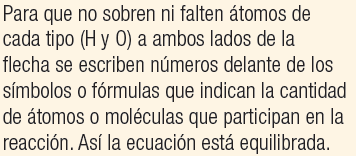 Para que no sobren ni falten átomos de
cada tipo (H y O) a ambos lados de la
flecha se escriben números delante de los
símbolos o fórmulas que indican la cantidad
de átomos o moléculas que participan en la
reacción. Así la ecuación está equilibrada.